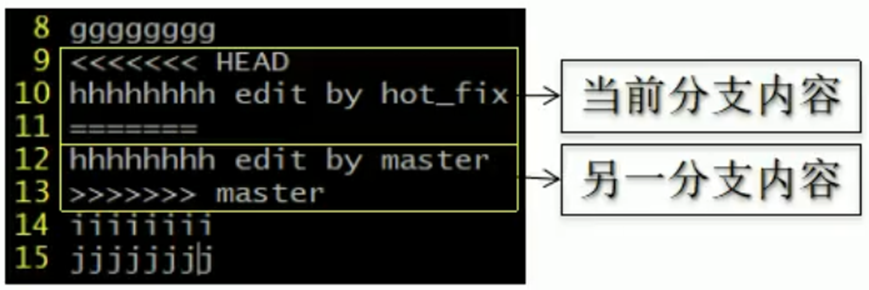 8 gggggggg
9 <<<<<<< HEAD
10 hhhhhhhh edit by hot_fix
当前分支内容
11 =======
12 hhhhhhhh edit by master
另一分支内容
13 >>>>>>> master
14 iiiiiiii
15 jjjjjjjj